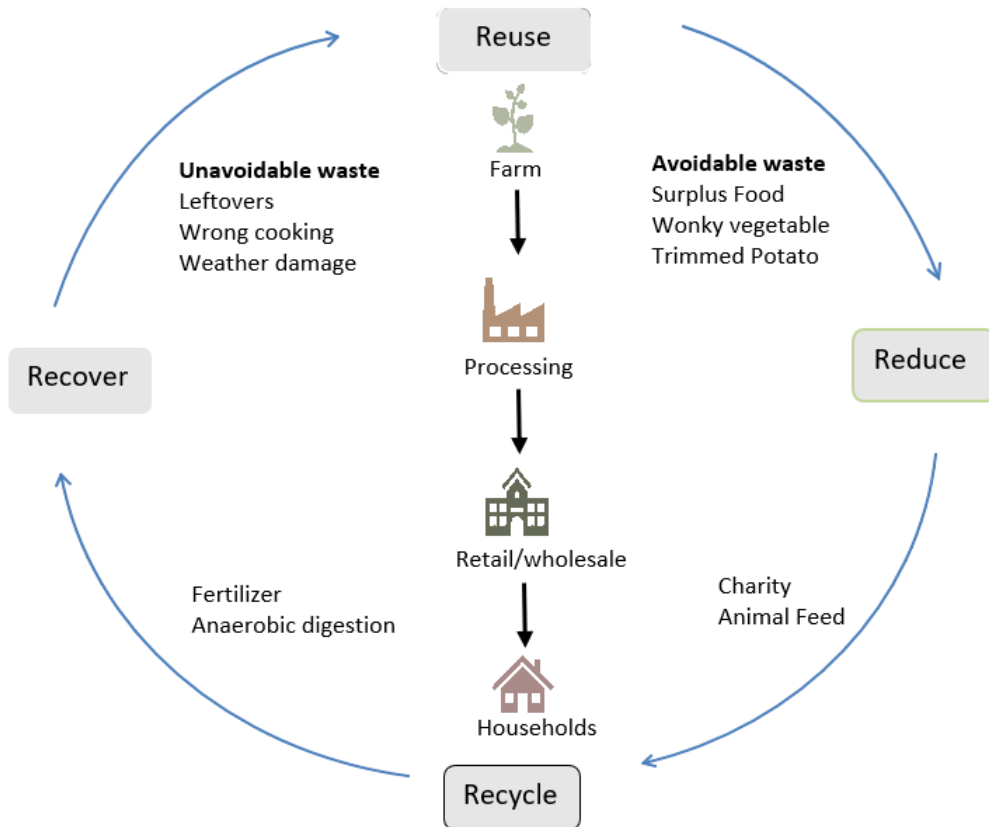 Reuse
Farm
Unavoidable waste
Leftovers
Wrong cooking
Weather damage
Avoidable waste
Surplus Food
Wonky vegetable
Trimmed Potato
Recover
Processing
Reduce
Retail/wholesale
Fertilizer
Anaerobic digestion
Charity
Animal Feed
Households
Recycle